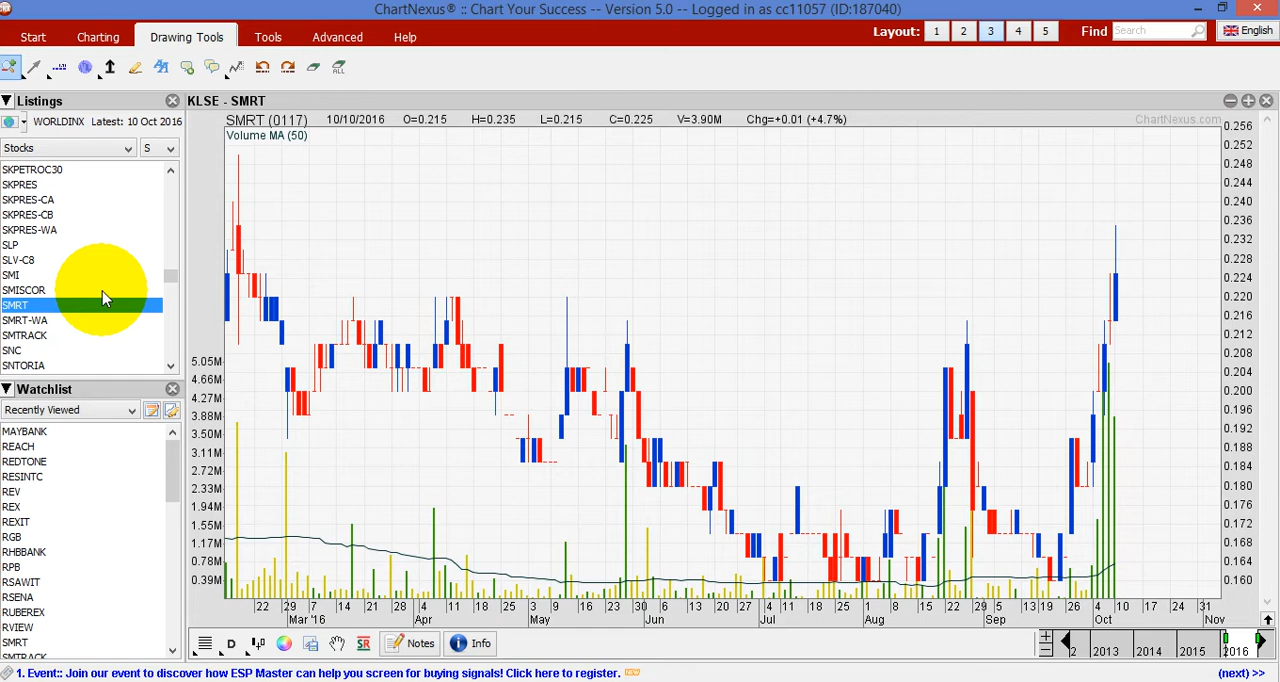 ChartNexus® :: Chart Your Success -- Version 5.0 -- Logged in as cc11057 (ID:187040)
Start Charting Drawing Tools Tools Advanced Help Layout: 1 2 3 4 5 Find Search English
ALL
Listings
KLSE - SMRT
WORLDINX Latest: 10 Oct 2016
SMRT (0117) 10/10/2016 O=0.215 H=0.235 L=0.215 C=0.225 V=3.90M Chg=+0.01 (+4.7%)
ChartNexus.com
Volume MA (50)
Stocks S
SKPETROC30
SKPRES
SKPRES-CA
SKPRES-CB
SKPRES-WA
SLP
SLV-C8
SMI
SMISCOR
SMRT
SMRT-WA
SMTRACK
SNC
SNTORIA
Watchlist
Recently Viewed
MAYBANK
REACH
REDTONE
RESINTC
REV
REX
REXIT
RGB
RHBBANK
RPB
RSAWIT
RSENA
RUBEREX
RVIEW
SMRT
SMTRACK
5.05M
4.66M
4.27M
3.88M
3.50M
3.11M
2.72M
2.33M
1.94M
1.55M
1.17M
0.78M
0.39M
0.256
0.252
0.248
0.244
0.240
0.236
0.232
0.228
0.224
0.220
0.216
0.212
0.208
0.204
0.200
0.196
0.192
0.188
0.184
0.180
0.176
0.172
0.168
0.164
0.160
22 29 7 14 21 28 4 11 18 25 3 9 16 23 30 6 13 20 27 4 11 18 25 1 8 15 22 29 5 13 19 26 4 10 17 24 31
Mar '16 Apr May Jun Jul Aug Sep Oct Nov
D SR Notes Info
2 2013 2014 2015 2016
1. Event:: Join our event to discover how ESP Master can help you screen for buying signals! Click here to register. NEW
(next) >>